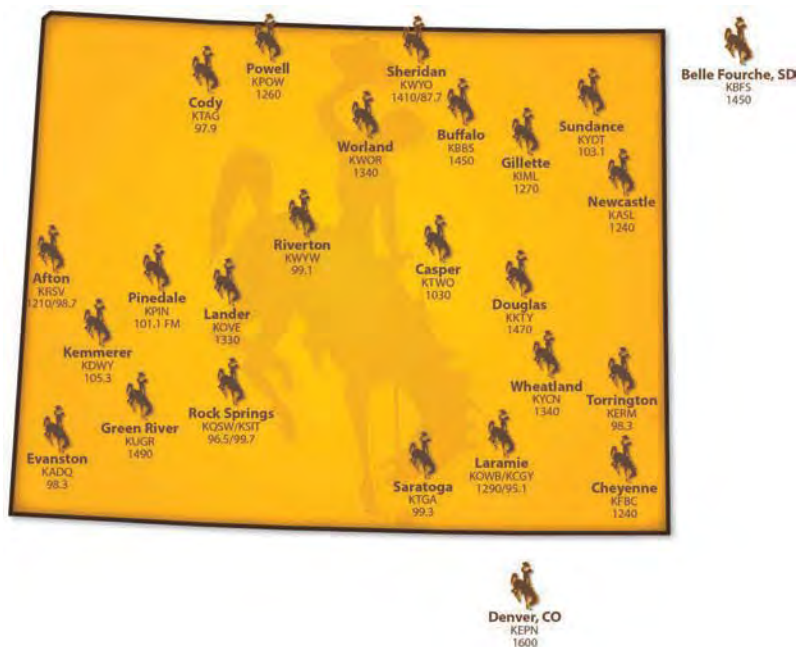 Powell
KPOW
1260
Sheridan
KWYO
1410/87.7
Belle Fourche, SD
KBFS
1450
Cody
KTAG
97.9
Worland
KWOR
1340
Buffalo
KBBS
1450
Gillette
KIML
1270
Sundance
KYDT
103.1
Newcastle
KASL
1240
Riverton
KWYW
99.1
Casper
KTWO
1030
Afton
KRSV
1210/98.7
Pinedale
KPIN
101.1 FM
Lander
KOVE
1330
Douglas
KKTY
1470
Kemmerer
KDWY
105.3
Wheatland
KYCN
1340
Torrington
KERM
98.3
Rock Springs
KQSW/KSIT
96.5/99.7
Green River
KUGR
1490
Evanston
KADQ
98.3
Saratoga
KTGA
99.3
Laramie
KOWB/KCGY
1290/95.1
Cheyenne
KFBC
1240
Denver, CO
KEPN
1600